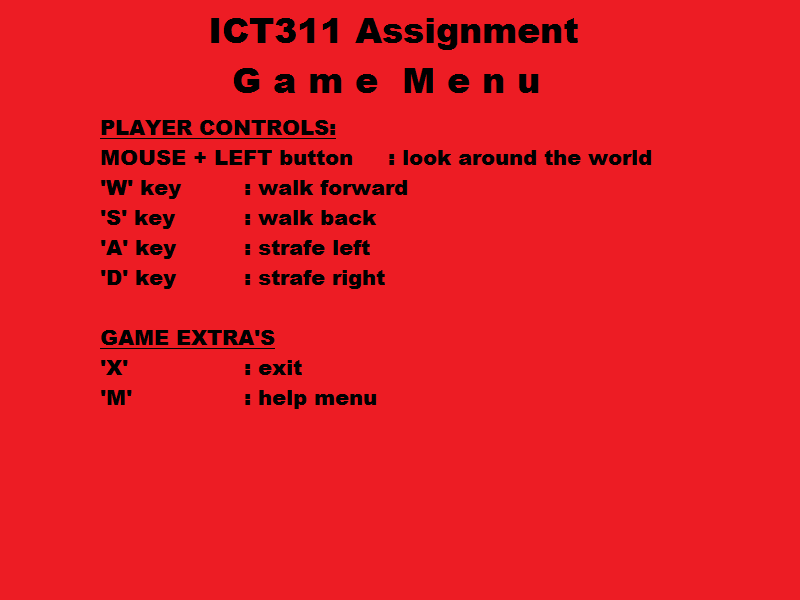 ICT311 Assignment
G a m e  M e n u
PLAYER CONTROLS:
MOUSE + LEFT button : look around the world
'W' key : walk forward
'S' key : walk back
'A' key : strafe left
'D' key : strafe right
GAME EXTRA'S
'X' : exit
'M' : help menu